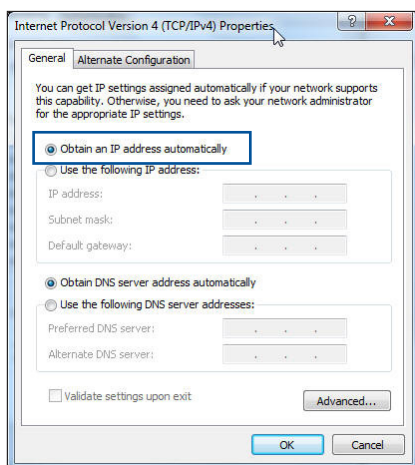 Internet Protocol Version 4 (TCP/IPv4) Properties
General
Alternate Configuration
You can get IP settings assigned automatically if your network supports
this capability. Otherwise, you need to ask your network administrator
for the appropriate IP settings.
Obtain an IP address automatically
Use the following IP address:
IP address:
Subnet mask:
Default gateway:
Obtain DNS server address automatically
Use the following DNS server addresses:
Preferred DNS server:
Alternate DNS server:
Validate settings upon exit
Advanced...
OK
Cancel